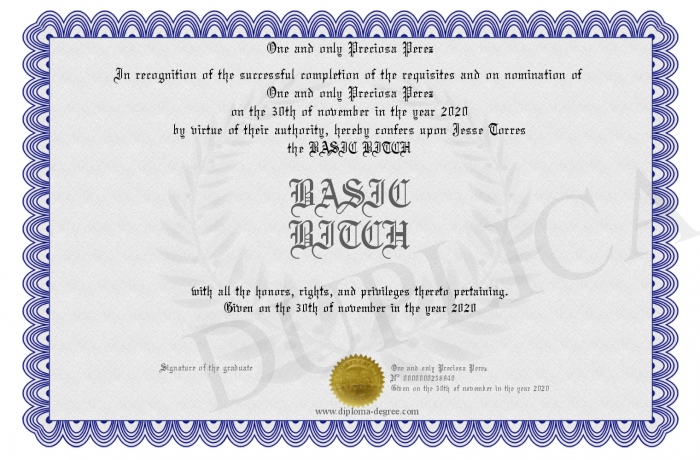 One and only Preciosa Perez
In recognition of the successful completion of the requisites and on nomination of
One and only Preciosa Perez
on the 30th of november in the year 2020
by virtue of their authority, hereby confers upon Jesse Torres
the BASIC BITCH
BASIC
BITCH
with all the honors, rights, and privileges thereto pertaining.
Given on the 30th of november in the year 2020
Signature of the graduate
One and only Preciosa Perez
Nº 0000000258840
Given on the 30th of november in the year 2020
www.diploma-degree.com
DUPLICA